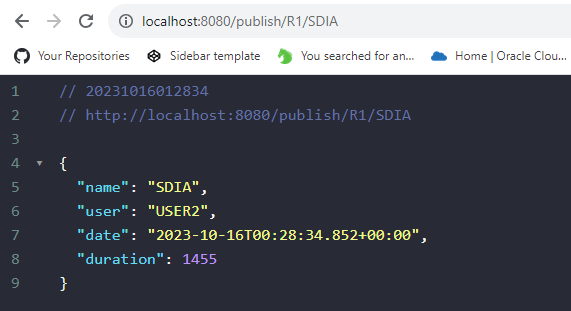 localhost:8080/publish/R1/SDIA
Your Repositories Sidebar template You searched for an... Home | Oracle Clou...
1 // 20231016012834
2 // http://localhost:8080/publish/R1/SDIA
3
4 {
5 "name": "SDIA",
6 "user": "USER2",
7 "date": "2023-10-16T00:28:34.852+00:00",
8 "duration": 1455
9 }